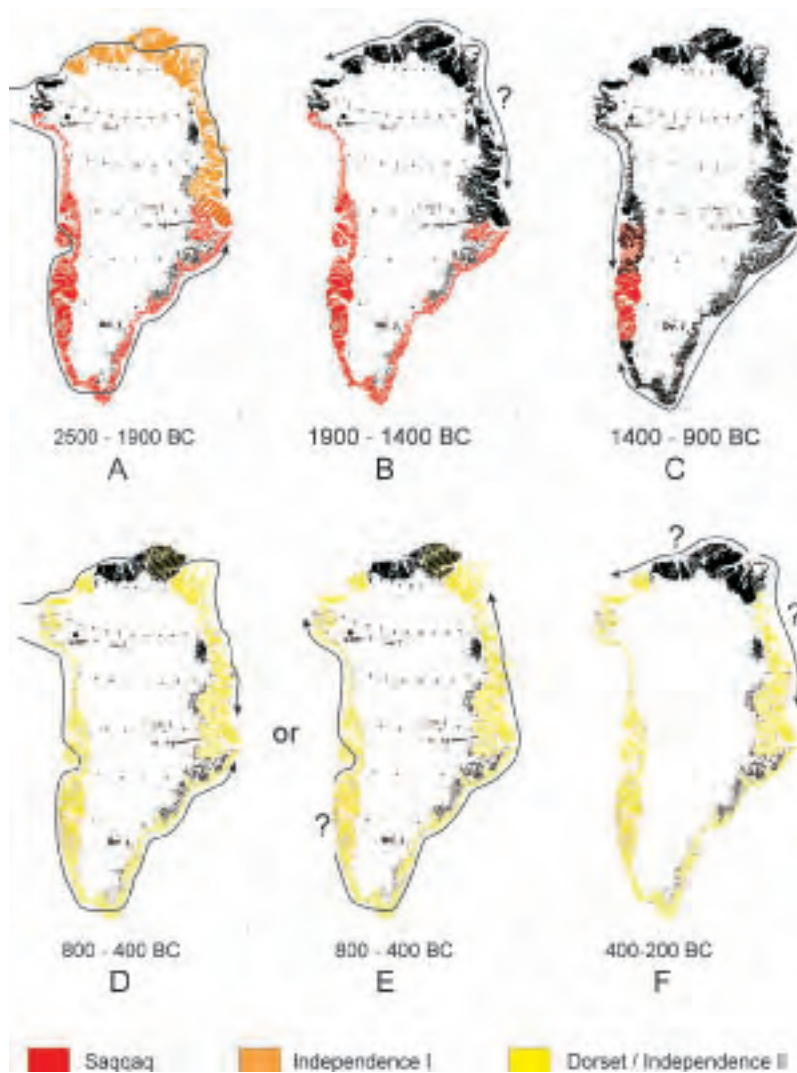 ?
2500 - 1900 BC
1900 - 1400 BC
1400 - 900 BC
A
B
C
?
?
or
?
800 - 400 BC
800 - 400 BC
400-200 BC
D
E
F
Saqqaq
Independence I
Dorset / Independence II